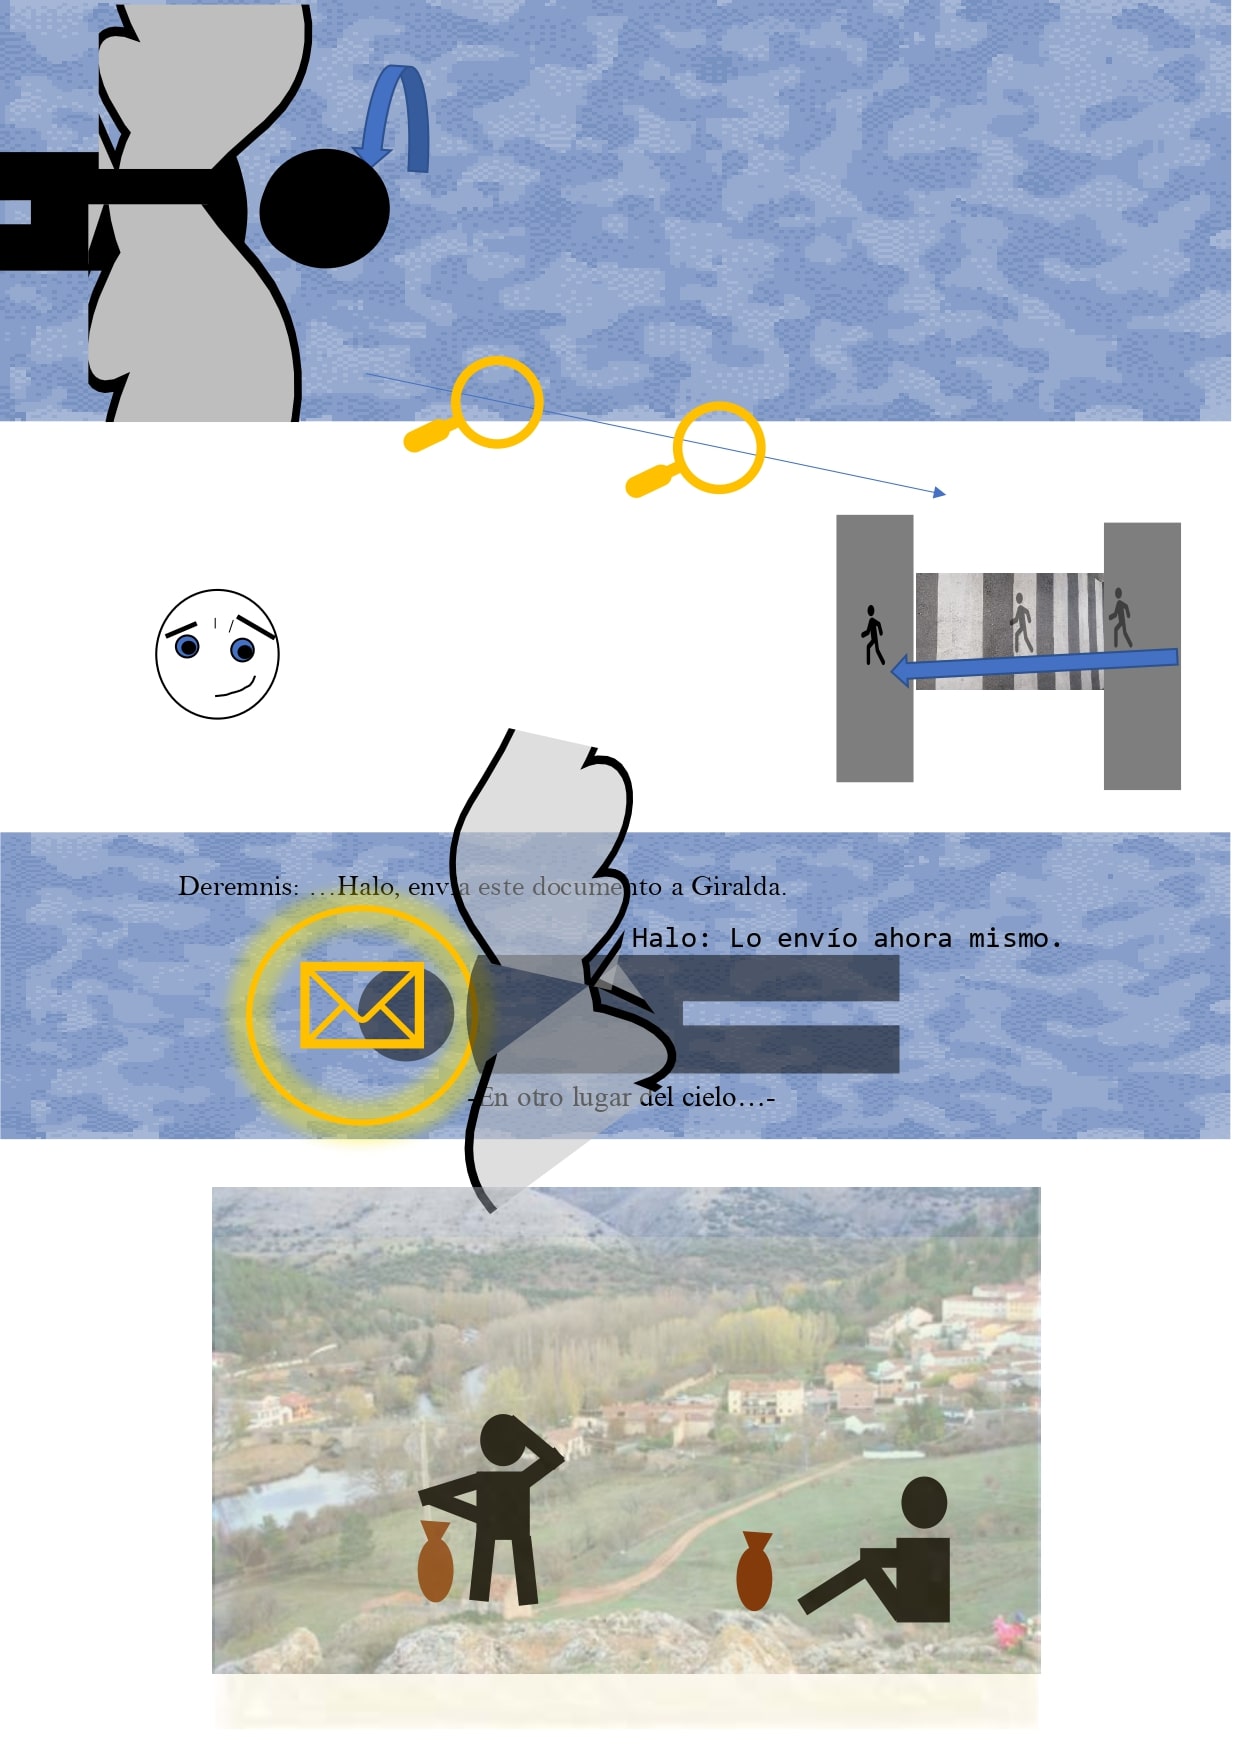 Deremnis: …Halo, envía este documento a Giralda.
Halo: Lo envío ahora mismo.
-En otro lugar del cielo…-